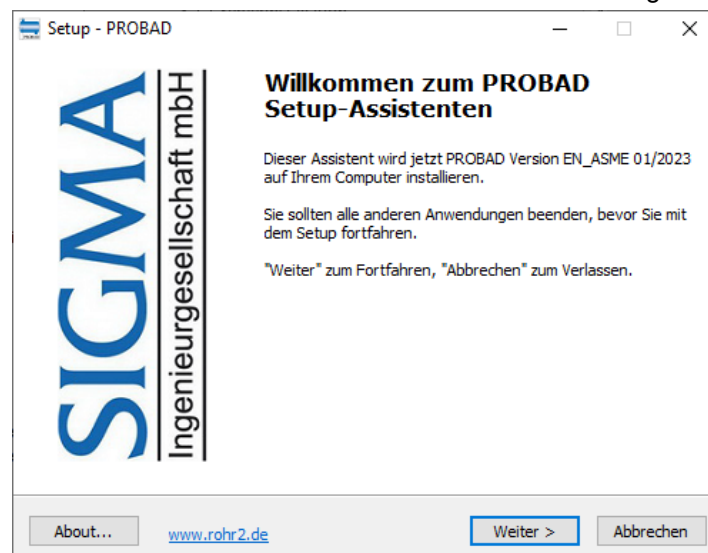 Setup - PROBAD
SIGMA
Ingenieurgesellschaft mbH
Willkommen zum PROBAD
Setup-Assistenten
Dieser Assistent wird jetzt PROBAD Version EN_ASME 01/2023
auf Ihrem Computer installieren.
Sie sollten alle anderen Anwendungen beenden, bevor Sie mit
dem Setup fortfahren.
"Weiter" zum Fortfahren, "Abbrechen" zum Verlassen.
About...
www.rohr2.de
Weiter >
Abbrechen